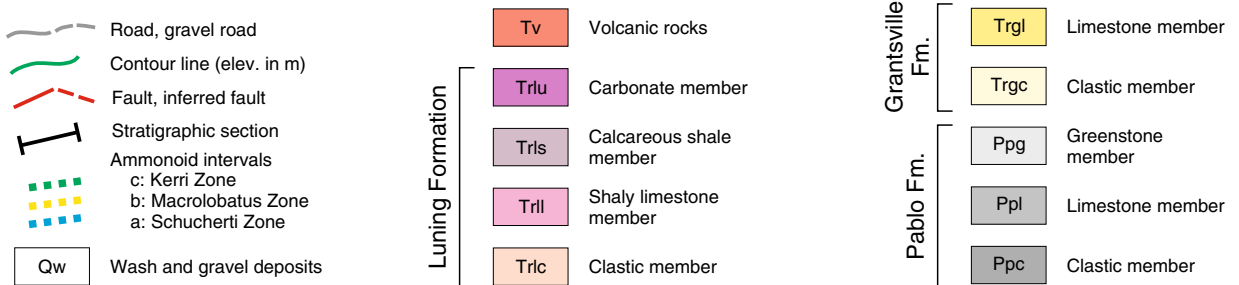 Road, gravel road
Contour line (elev. in m)
Fault, inferred fault
Stratigraphic section
Ammonoid intervals
c: Kerri Zone
b: Macrolobatus Zone
a: Schucherti Zone
Qw
Wash and gravel deposits
Tv
Volcanic rocks
Luning Formation
Trlu
Carbonate member
Trls
Calcareous shale
member
Trll
Shaly limestone
member
Trlc
Clastic member
Grantsville
Fm.
Trgl
Limestone member
Trgc
Clastic member
Pablo Fm.
Ppg
Greenstone
member
Ppl
Limestone member
Ppc
Clastic member